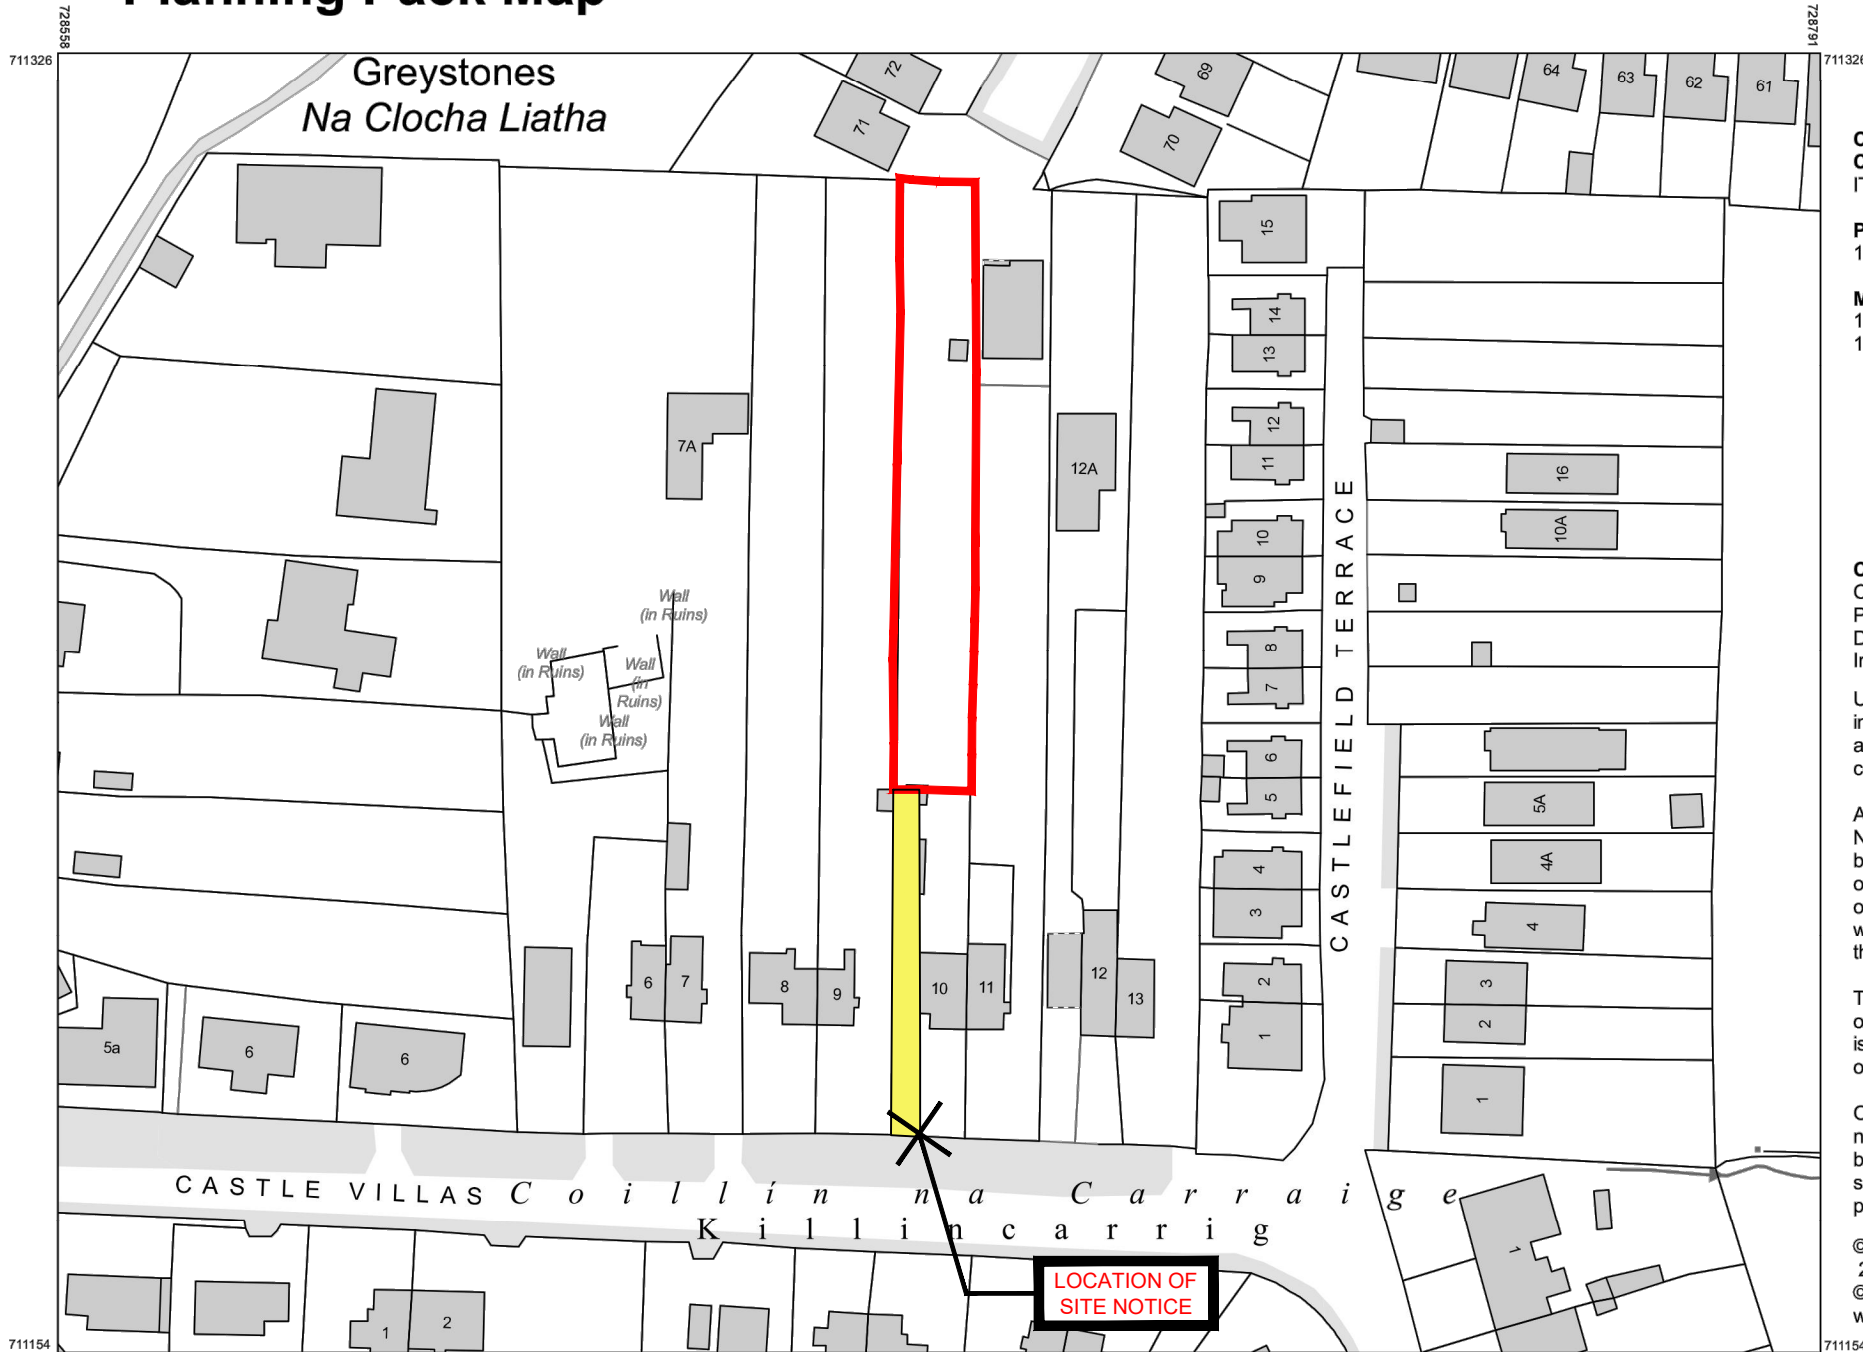 Planning Pack Map
728558
728791
711326
711326
Greystones
Na Clocha Liatha
72
71
69
70
64
63
62
61
15
14
13
12
11
10
9
8
7
6
5
4
3
2
1
7A
12A
16
10A
5A
4A
4
3
2
1
CASTLEFIELD TERRACE
Wall
(in Ruins)
Wall
(in Ruins)
Wall
(in
Ruins)
Wall
(in Ruins)
5a
6
6
6
7
8
9
10
11
12
13
CASTLE VILLAS
Coillín na Carraige
Killincarrig
LOCATION OF
SITE NOTICE
1
2
1
711154
711154